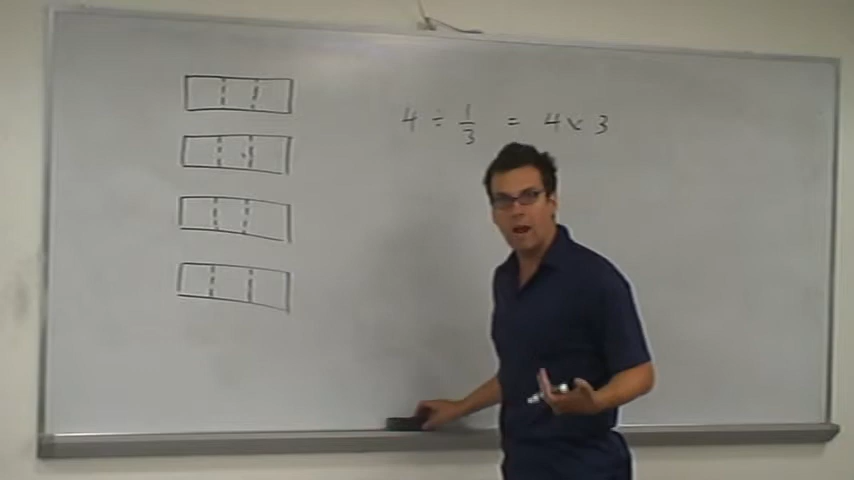 4 ÷ 1/3 = 4 x 3